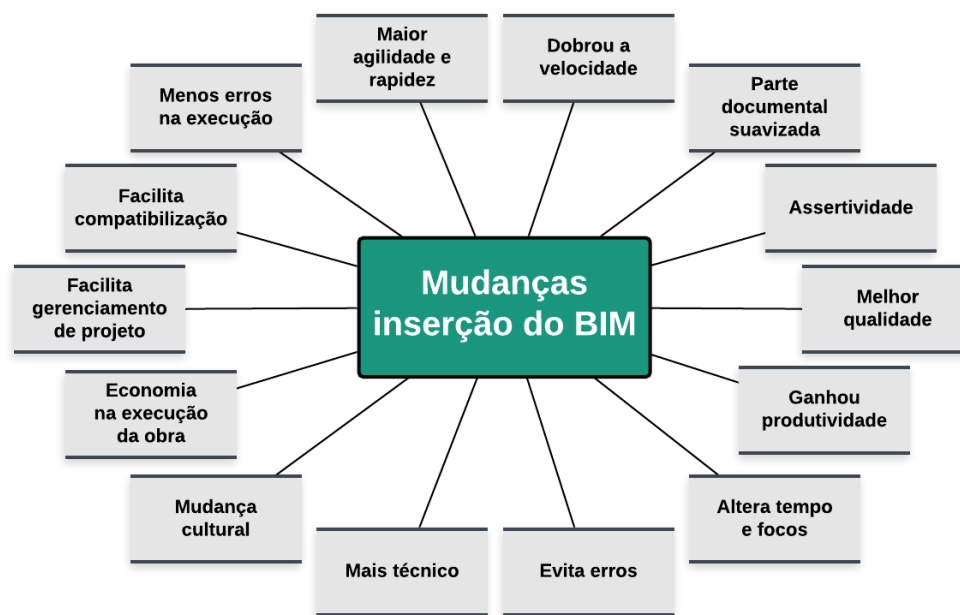 Maior
agilidade e
rapidez
Dobrou a
velocidade
Menos erros
na execução
Parte
documental
suavizada
Facilita
compatibilização
Assertividade
Mudanças
inserção do BIM
Facilita
gerenciamento
de projeto
Melhor
qualidade
Economia
na execução
da obra
Ganhou
produtividade
Mudança
cultural
Altera tempo
e focos
Mais técnico
Evita erros